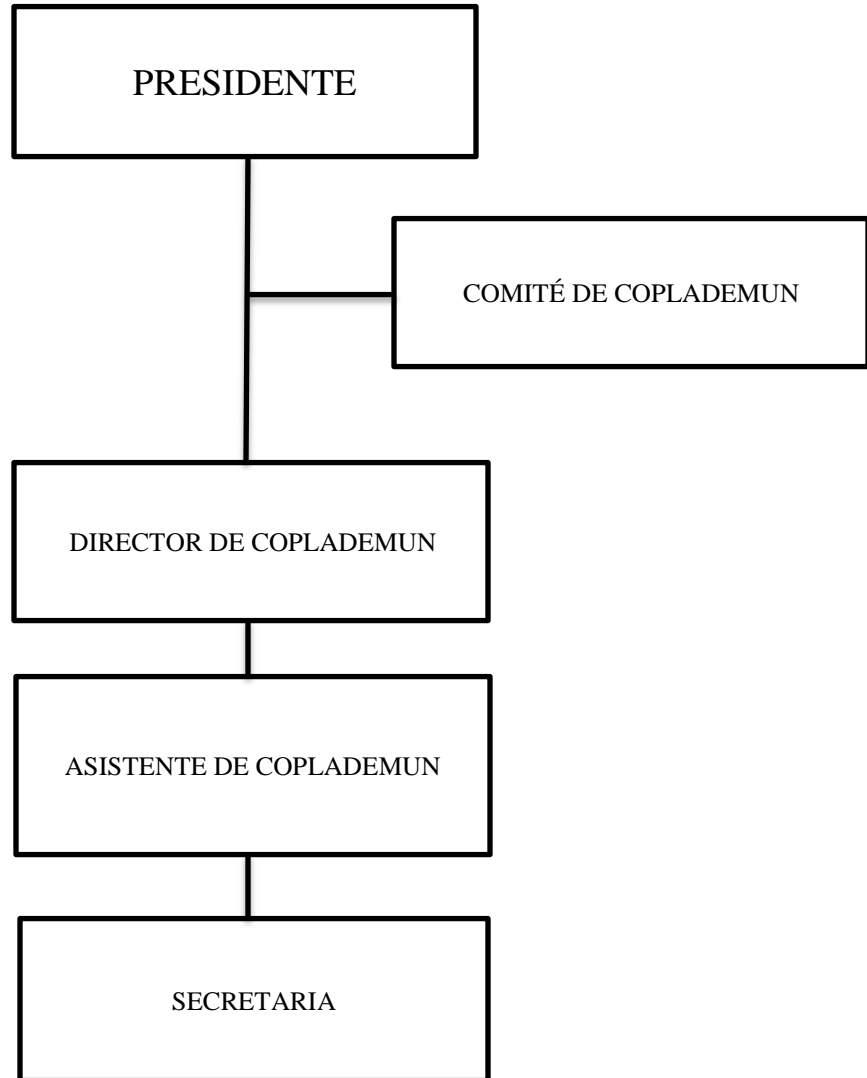 PRESIDENTE
COMITÉ DE COPLADEMUN
DIRECTOR DE COPLADEMUN
ASISTENTE DE COPLADEMUN
SECRETARIA